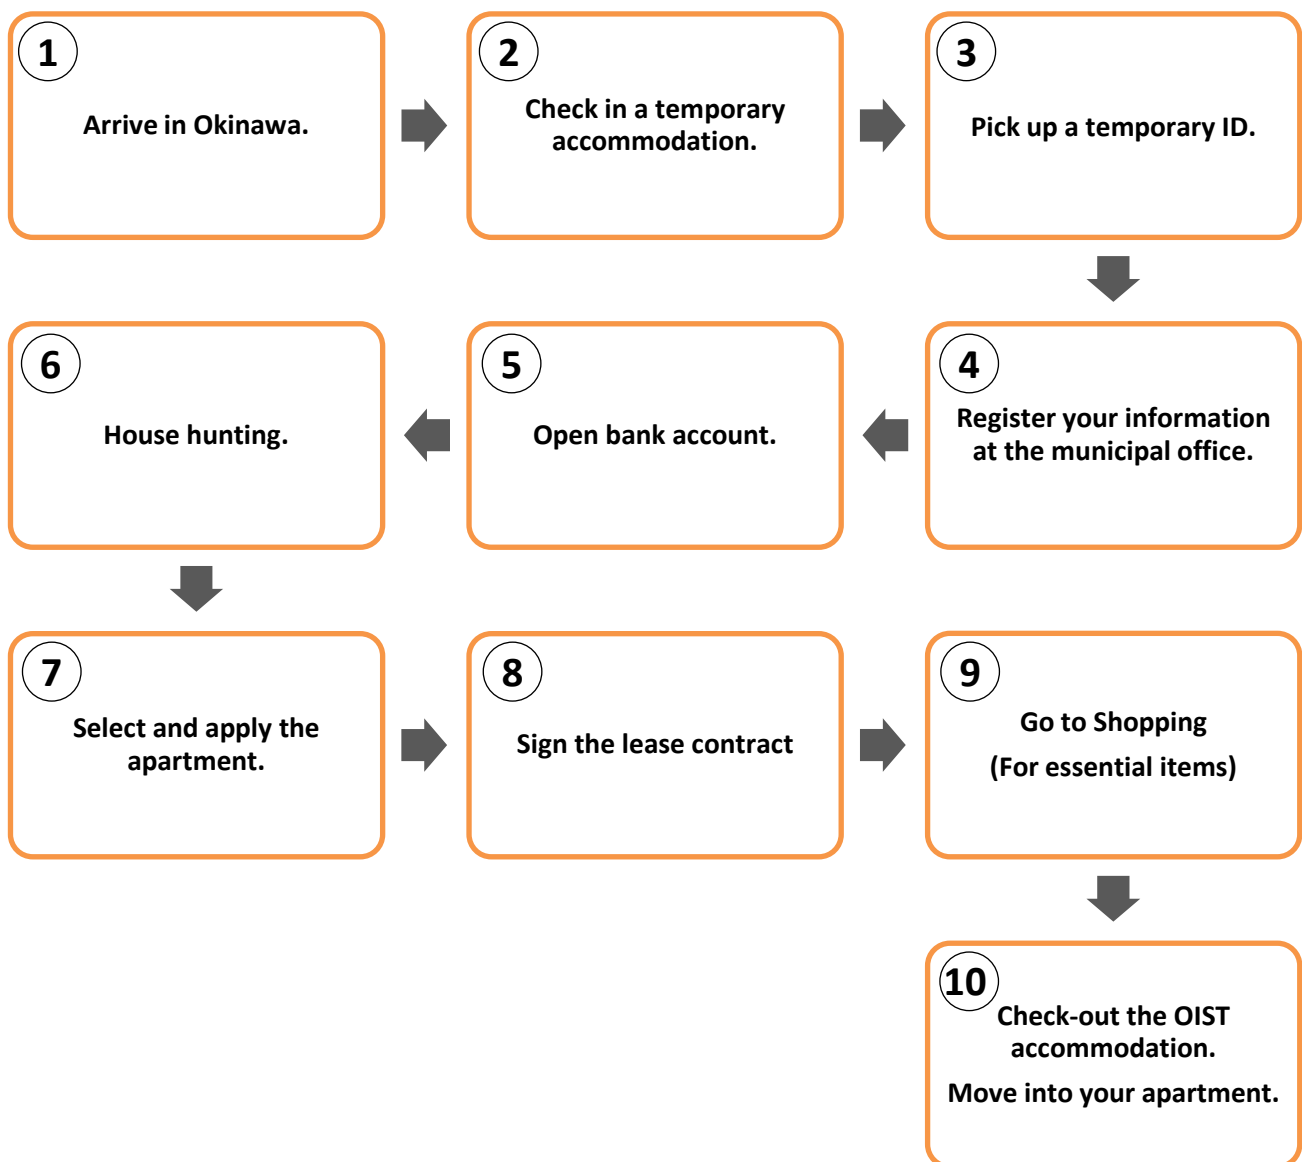 1
Arrive in Okinawa.
2
Check in a temporary
accommodation.
3
Pick up a temporary ID.
4
Register your information
at the municipal office.
5
Open bank account.
6
House hunting.
7
Select and apply the
apartment.
8
Sign the lease contract
9
Go to Shopping
(For essential items)
10
Check-out the OIST
accommodation.
Move into your apartment.